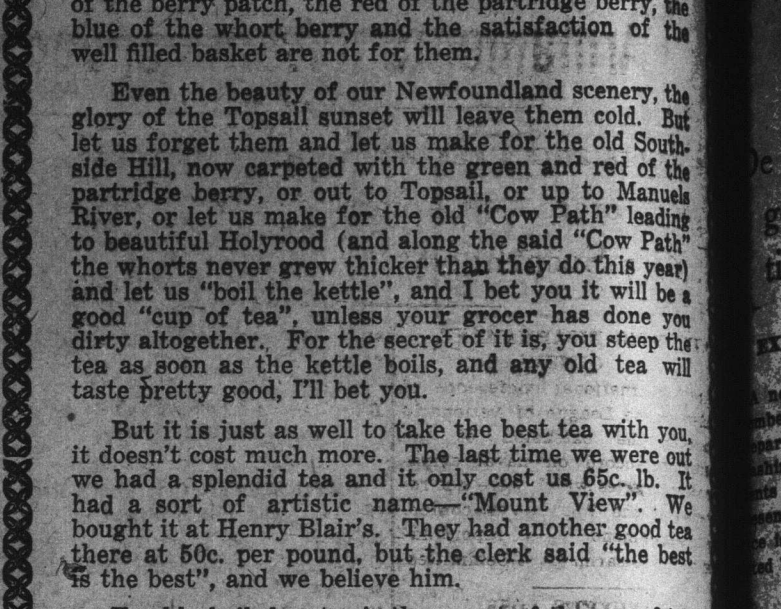 of the berry patch, the red of the partridge berry, the
blue of the whort berry and the satisfaction of the
well filled basket are not for them.
Even the beauty of our Newfoundland scenery, the
glory of the Topsail sunset will leave them cold. But
let us forget them and let us make for the old South-
side Hill, now carpeted with the green and red of the
partridge berry, or out to Topsail, or up to Manuels
River, or let us make for the old "Cow Path" leading
to beautiful Holyrood (and along the said "Cow Path"
the whorts never grew thicker than they do this year)
and let us "boil the kettle", and I bet you it will be a
good "cup of tea", unless your grocer has done you
dirty altogether. For the secret of it is, you steep the
tea as soon as the kettle boils, and any old tea will
taste pretty good, I'll bet you.
But it is just as well to take the best tea with you,
it doesn't cost much more. The last time we were out
we had a splendid tea and it only cost us 65c. lb. It
had a sort of artistic name—"Mount View". We
bought it at Henry Blair's. They had another good tea
there at 50c. per pound, but the clerk said "the best
is the best", and we believe him.